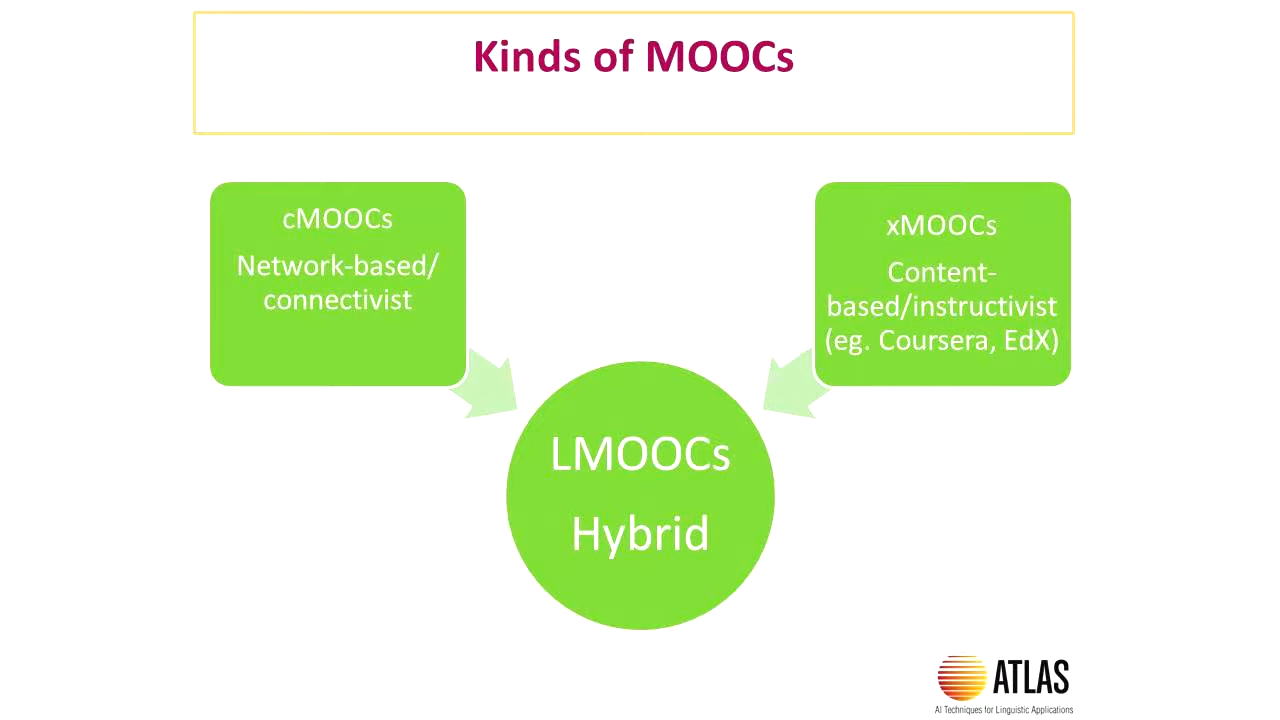 Kinds of MOOCs
cMOOCs
Network-based/
connectivist
xMOOCs
Content-
based/instructivist
(eg. Coursera, EdX)
LMOOCs
Hybrid
ATLAS
AI Techniques for Linguistic Applications